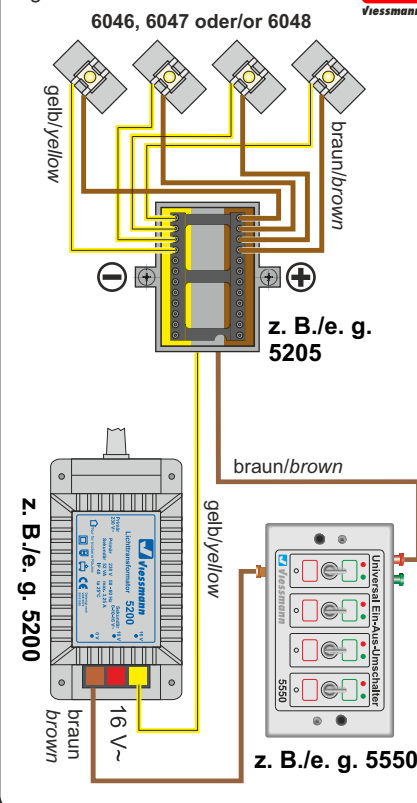 6046, 6047 oder/or 6048
viessmann
gelb/yellow
braun/brown
z. B./e. g.
5205
braun/brown
gelb/yellow
z. B./e. g. 5200
Viessmann
Lichttransformator
5200
16 V~
braun
brown
Universal Ein-Aus-Umschalter
Viessmann
5550
z. B./e. g. 5550